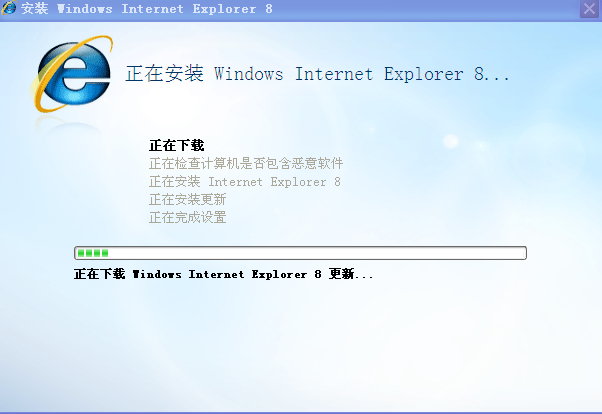 安装 Windows Internet Explorer 8
正在安装 Windows Internet Explorer 8...
正在下载
正在检查计算机是否包含恶意软件
正在安装 Internet Explorer 8
正在安装更新
正在完成设置
正在下载 Windows Internet Explorer 8 更新...